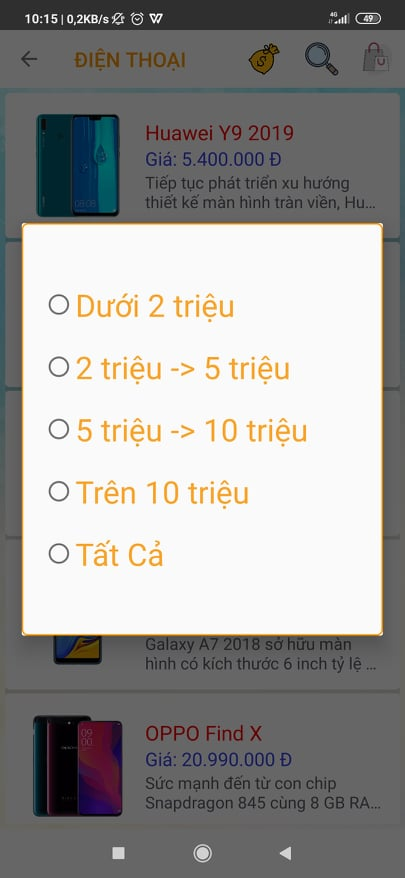 10:15 | 0,2KB/s
4G
49
ĐIỆN THOẠI
$
Huawei Y9 2019
Giá: 5.400.000 Đ
Tiếp tục phát triển xu hướng
thiết kế màn hình tràn viền, Hu...
Dưới 2 triệu
2 triệu -> 5 triệu
5 triệu -> 10 triệu
Trên 10 triệu
Tất Cả
Galaxy A7 2018 sở hữu màn
hình có kích thước 6 inch tỷ lệ ...
OPPO Find X
Giá: 20.990.000 Đ
Sức mạnh đến từ con chip
Snapdragon 845 cùng 8 GB RA...